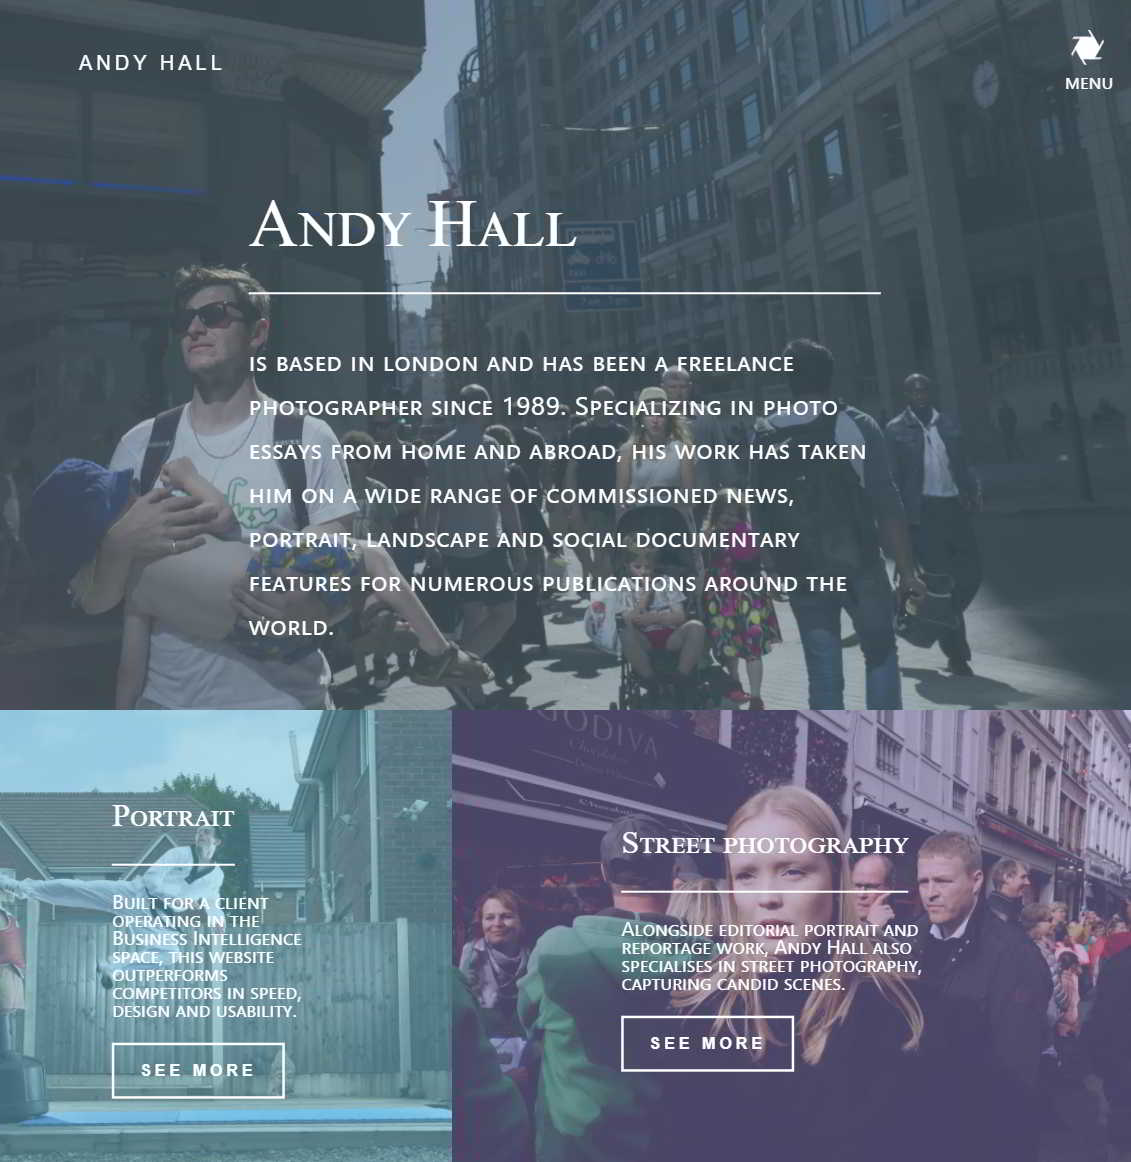 ANDY HALL
MENU
ANDY HALL
IS BASED IN LONDON AND HAS BEEN A FREELANCE
PHOTOGRAPHER SINCE 1989. SPECIALIZING IN PHOTO
ESSAYS FROM HOME AND ABROAD, HIS WORK HAS TAKEN
HIM ON A WIDE RANGE OF COMMISSIONED NEWS,
PORTRAIT, LANDSCAPE AND SOCIAL DOCUMENTARY
FEATURES FOR NUMEROUS PUBLICATIONS AROUND THE
WORLD.
PORTRAIT
BUILT FOR A CLIENT
OPERATING IN THE
BUSINESS INTELLIGENCE
SPACE, THIS WEBSITE
OUTPERFORMS
COMPETITORS IN SPEED,
DESIGN AND USABILITY.
SEE MORE
GODIVA
Chocolatier
STREET PHOTOGRAPHY
ALONGSIDE EDITORIAL PORTRAIT AND
REPORTAGE WORK, ANDY HALL ALSO
SPECIALISES IN STREET PHOTOGRAPHY,
CAPTURING CANDID SCENES.
SEE MORE